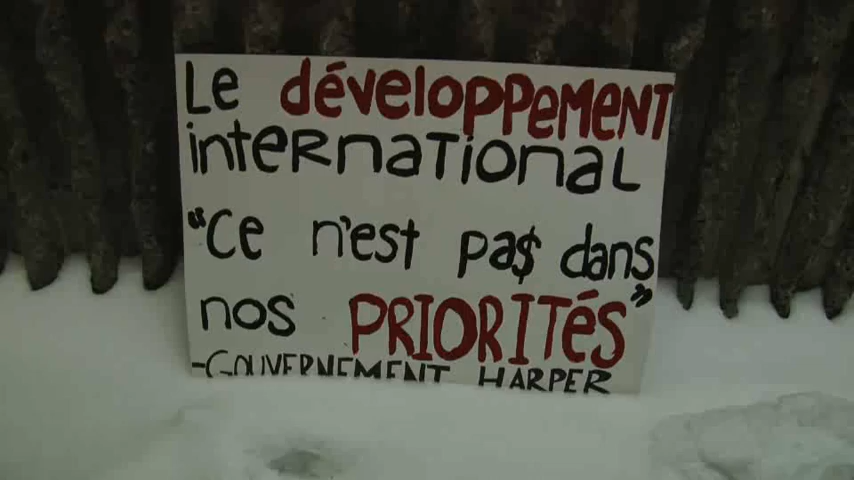 Le développement
international
"Ce n'est pa$ dans
nos PRIORITÉS"
-GOUVERNEMENT HARPER